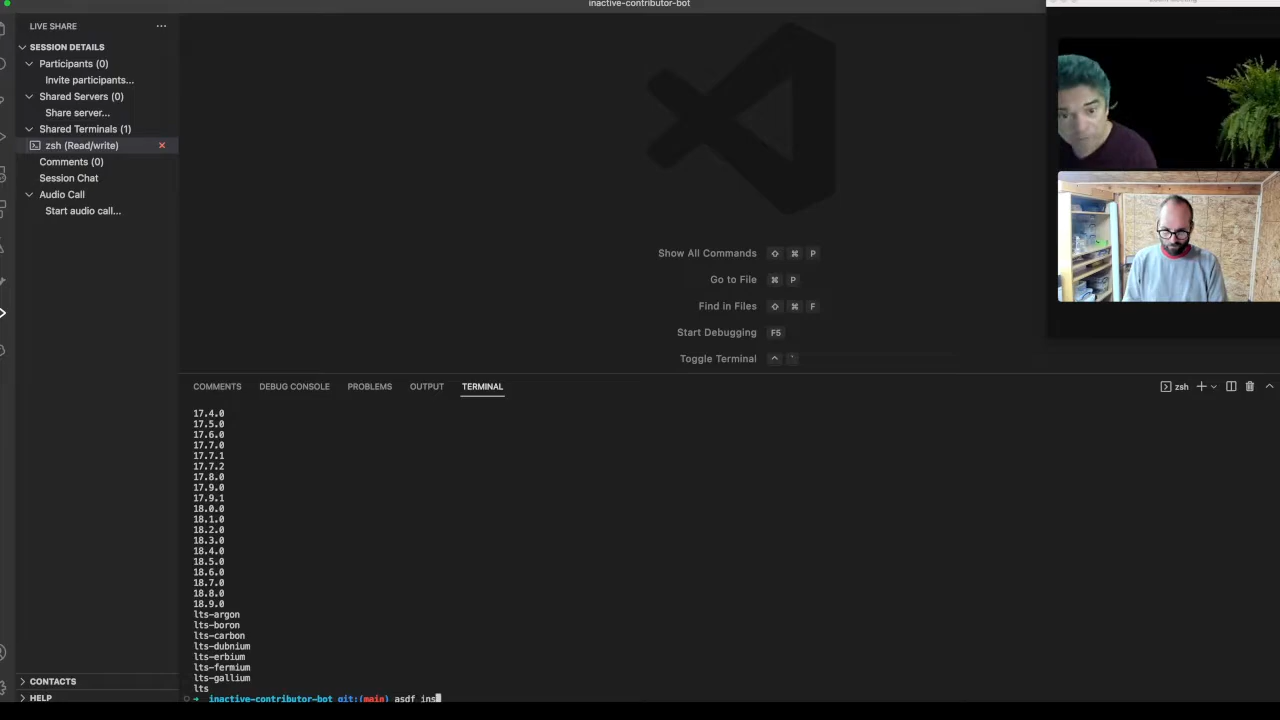 inactive-contributor-bot
LIVE SHARE
SESSION DETAILS
Participants (0)
Invite participants...
Shared Servers (0)
Share server...
Shared Terminals (1)
zsh (Read/write)
Comments (0)
Session Chat
Audio Call
Start audio call...
Show All Commands ⇧ ⌘ P
Go to File ⌘ P
Find in Files ⇧ ⌘ F
Start Debugging F5
Toggle Terminal ^ `
COMMENTS DEBUG CONSOLE PROBLEMS OUTPUT TERMINAL
zsh
17.4.0
17.5.0
17.6.0
17.7.0
17.7.1
17.7.2
17.8.0
17.9.0
17.9.1
18.0.0
18.1.0
18.2.0
18.3.0
18.4.0
18.5.0
18.6.0
18.7.0
18.8.0
18.9.0
lts-argon
lts-boron
lts-carbon
lts-dubnium
lts-erbium
lts-fermium
lts-gallium
lts
inactive-contributor-bot git:(main) asdf ins
CONTACTS
HELP